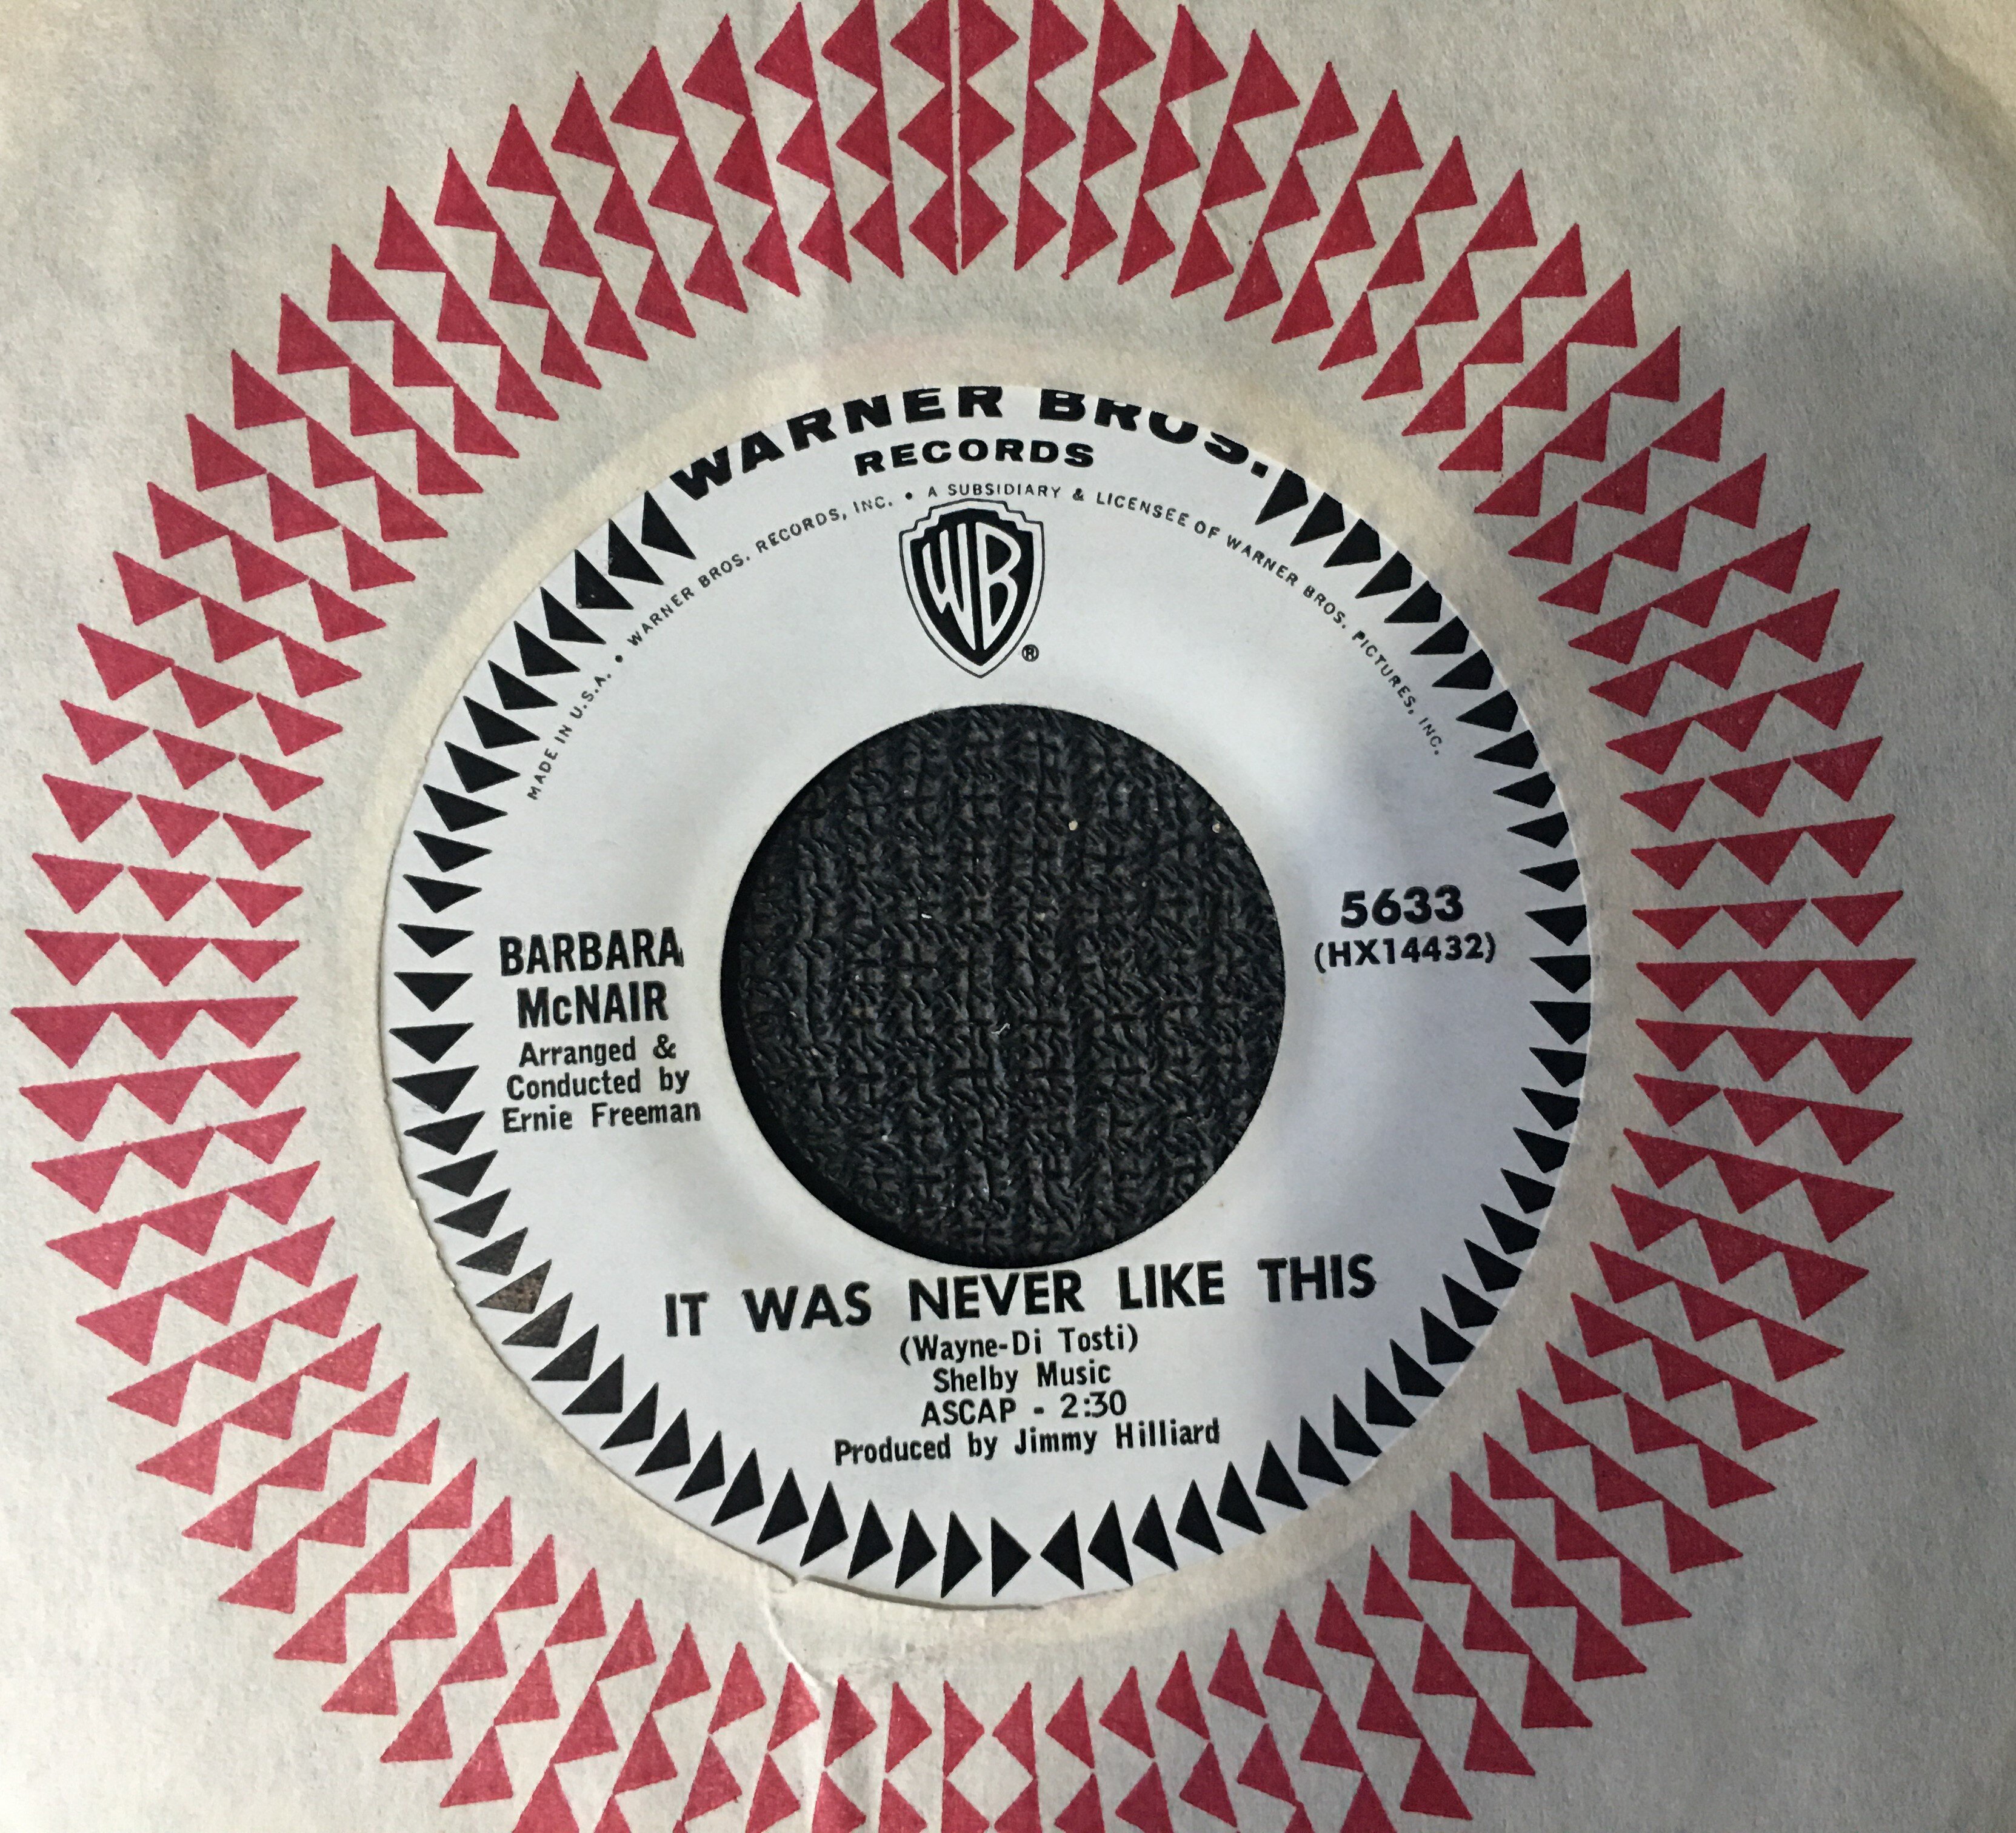 WARNER BROS.
RECORDS
MADE IN U.S.A. • WARNER BROS. RECORDS, INC. • A SUBSIDIARY & LICENSEE OF WARNER BROS. PICTURES, INC.
WB
®
5633
(HX14432)
BARBARA
McNAIR
Arranged &
Conducted by
Ernie Freeman
IT WAS NEVER LIKE THIS
(Wayne-Di Tosti)
Shelby Music
ASCAP - 2:30
Produced by Jimmy Hilliard